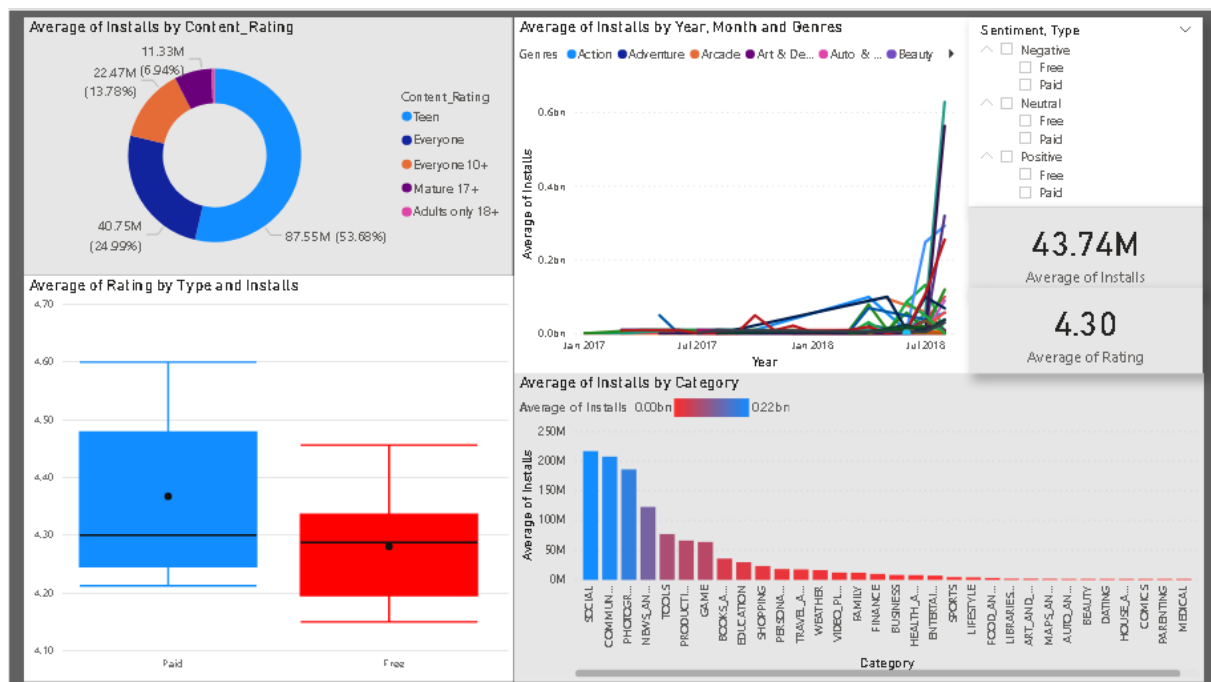 Average of Installs by Content_Rating
11.33M
(6.94%)
22.47M
(13.78%)
40.75M
(24.99%)
87.55M (53.68%)
Content_Rating
Teen
Everyone
Everyone 10+
Mature 17+
Adults only 18+
Average of Installs by Year, Month and Genres
Genres Action Adventure Arcade Art & De... Auto & ... Beauty
Average of Installs
0.6bn
0.4bn
0.2bn
0.0bn
Jan 2017 Jul 2017 Jan 2018 Jul 2018
Year
Sentiment, Type
Negative
Free
Paid
Neutral
Free
Paid
Positive
Free
Paid
43.74M
Average of Installs
4.30
Average of Rating
Average of Rating by Type and Installs
4.70
4.60
4.50
4.40
4.30
4.20
4.10
Paid Free
Average of Installs by Category
Average of Installs 0.00bn 0.22bn
Average of Installs
250M
200M
150M
100M
50M
0M
SOCIAL
COMMUN...
PHOTOGR...
NEWS_AN...
TOOLS
PRODUCTI...
GAME
BOOKS_A...
EDUCATION
SHOPPING
PERSONA...
TRAVEL_A...
WEATHER
VIDEO_PL...
FAMILY
FINANCE
BUSINESS
HEALTH_A...
ENTERTAI...
SPORTS
LIFESTYLE
FOOD_AN...
LIBRARIES...
ART_AND_...
MAPS_AN...
AUTO_AN...
BEAUTY
DATING
HOUSE_A...
COMICS
PARENTING
MEDICAL
Category